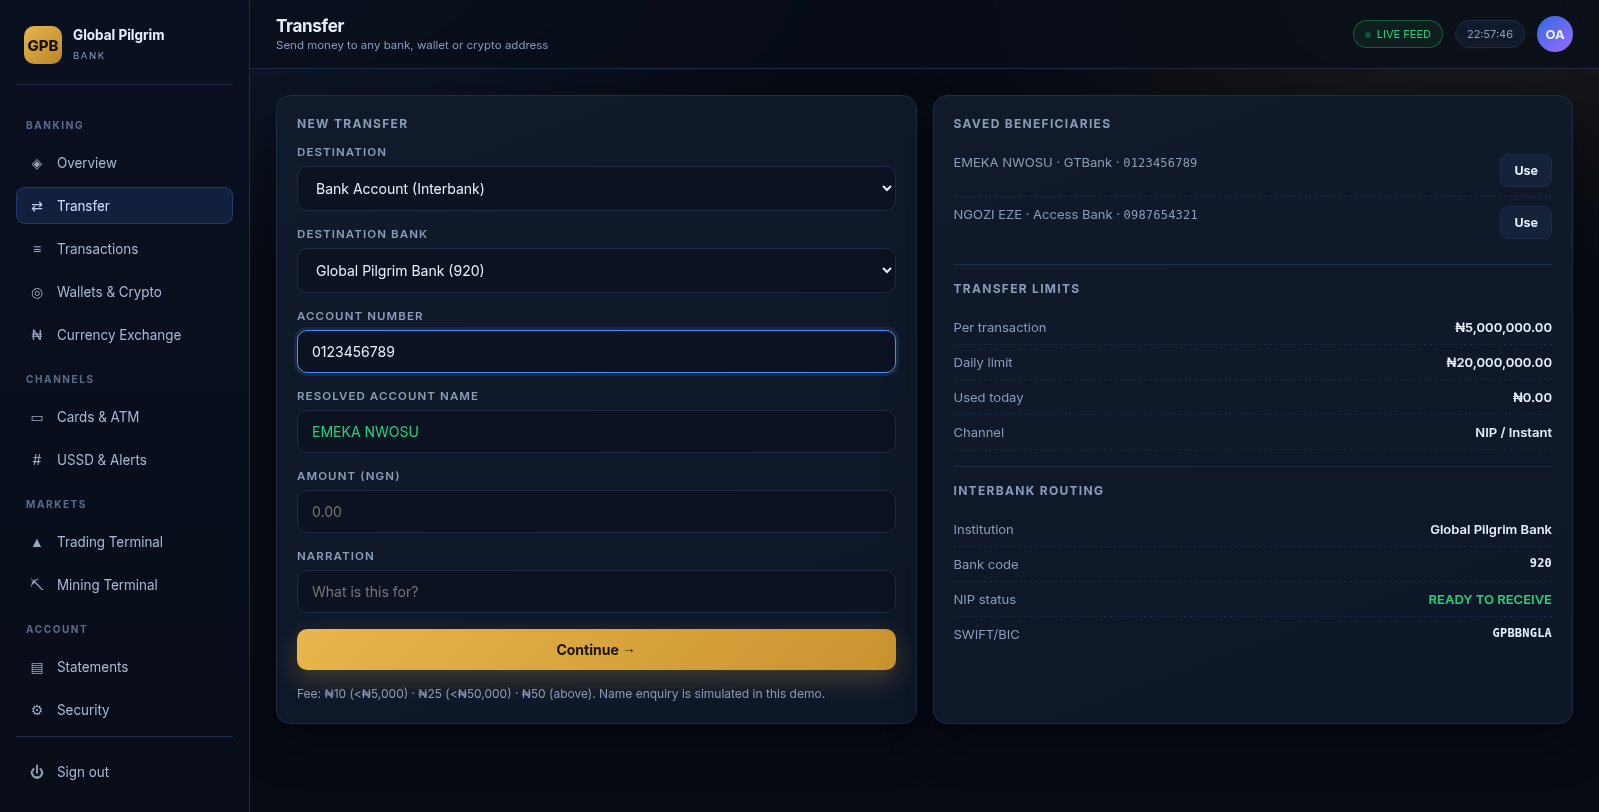 GPB
Global Pilgrim
BANK
BANKING
◈ Overview
⇄ Transfer
≡ Transactions
◎ Wallets & Crypto
₦ Currency Exchange
CHANNELS
▭ Cards & ATM
# USSD & Alerts
MARKETS
▲ Trading Terminal
⛏ Mining Terminal
ACCOUNT
▤ Statements
⚙ Security
⏻ Sign out
Transfer
Send money to any bank, wallet or crypto address
LIVE FEED
22:57:46
OA
NEW TRANSFER
DESTINATION
Bank Account (Interbank)
DESTINATION BANK
Global Pilgrim Bank (920)
ACCOUNT NUMBER
0123456789
RESOLVED ACCOUNT NAME
EMEKA NWOSU
AMOUNT (NGN)
0.00
NARRATION
What is this for?
Continue →
Fee: ₦10 (<₦5,000) · ₦25 (<₦50,000) · ₦50 (above). Name enquiry is simulated in this demo.
SAVED BENEFICIARIES
EMEKA NWOSU · GTBank · 0123456789 Use
NGOZI EZE · Access Bank · 0987654321 Use
TRANSFER LIMITS
Per transaction ₦5,000,000.00
Daily limit ₦20,000,000.00
Used today ₦0.00
Channel NIP / Instant
INTERBANK ROUTING
Institution Global Pilgrim Bank
Bank code 920
NIP status READY TO RECEIVE
SWIFT/BIC GPBBNGLA